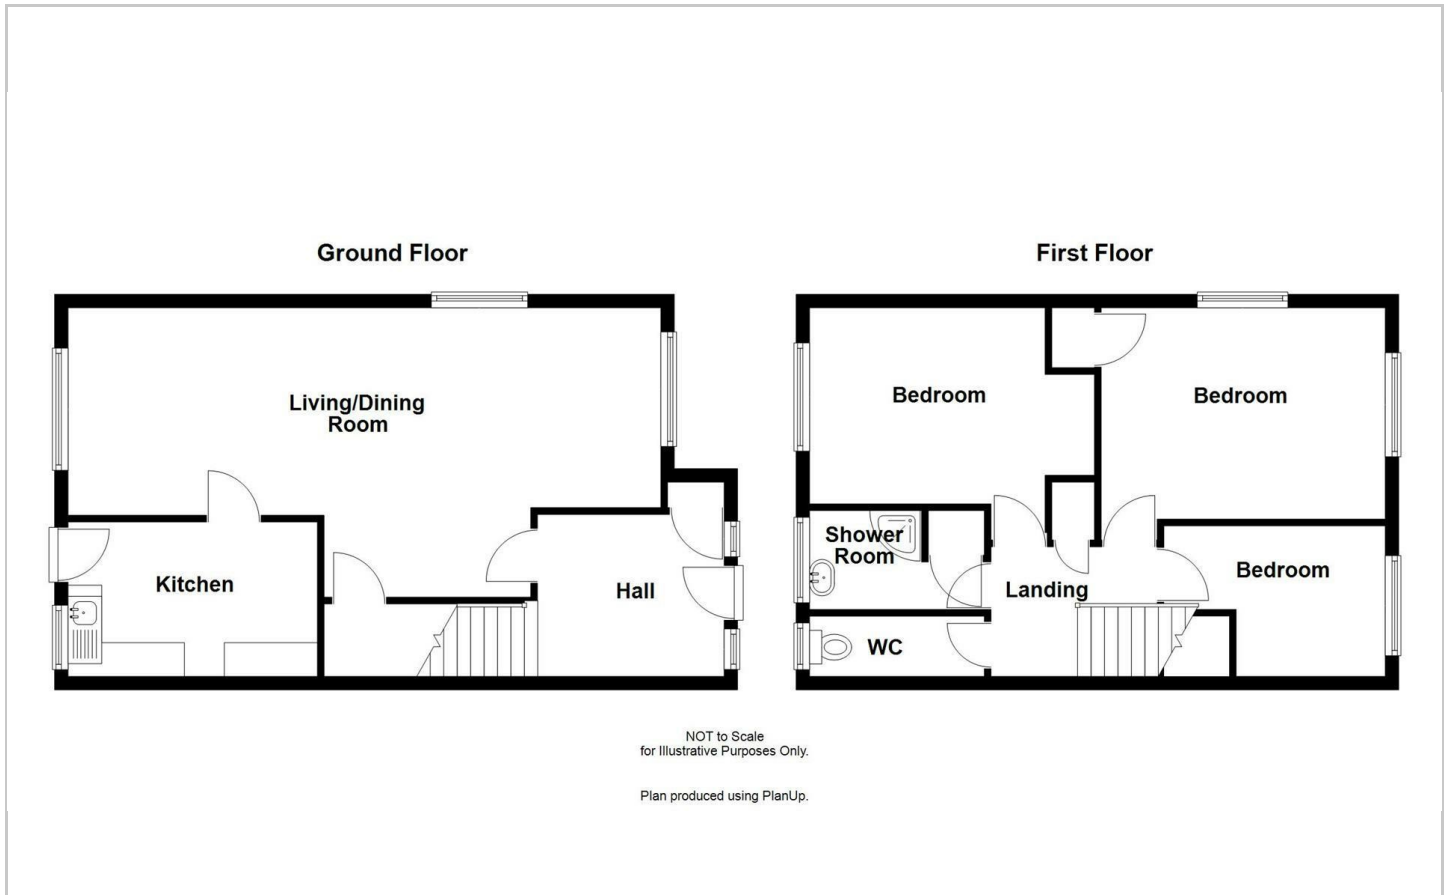 Ground Floor
First Floor
Living/Dining
Room
Bedroom
Bedroom
Kitchen
Hall
Shower
Room
Landing
Bedroom
WC
NOT to Scale
for Illustrative Purposes Only.
Plan produced using PlanUp.